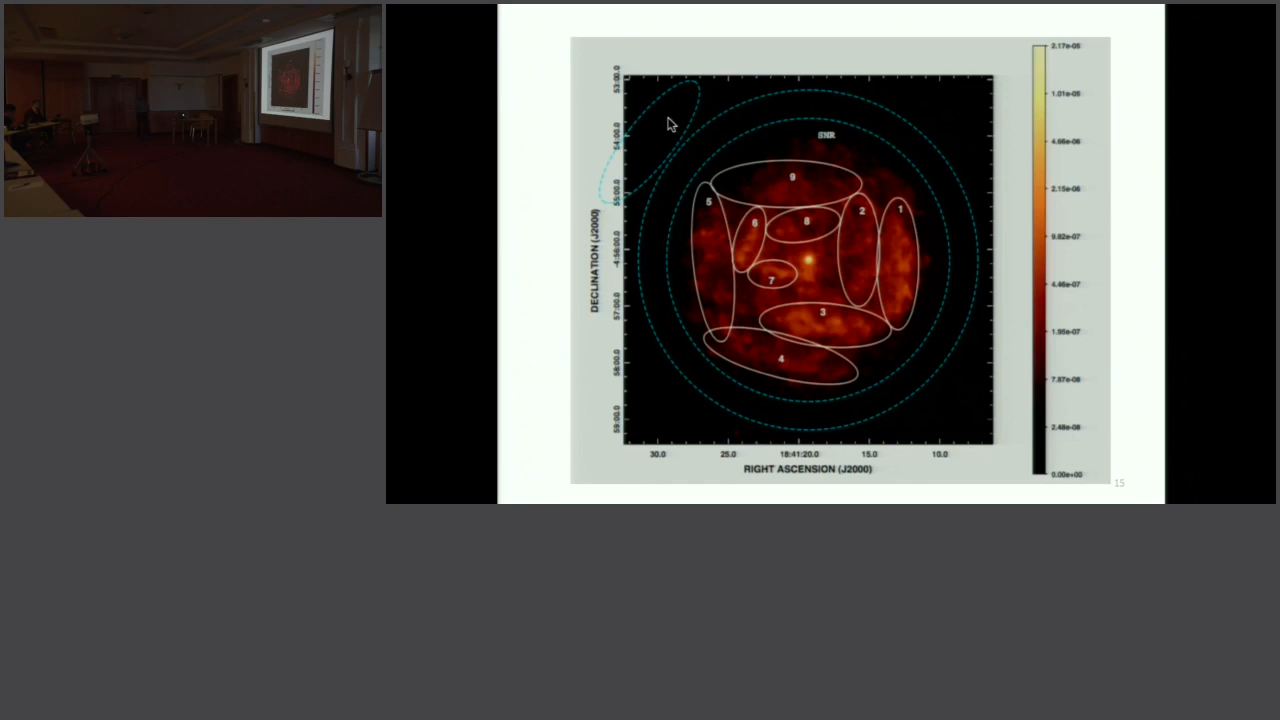 SNR
9
5
6
8
2
1
7
3
4
53:00.0
54:00.0
55:00.0
-4:56:00.0
57:00.0
58:00.0
59:00.0
DECLINATION (J2000)
30.0 25.0 18:41:20.0 15.0 10.0
RIGHT ASCENSION (J2000)
2.17e-05
1.01e-05
4.66e-06
2.15e-06
9.82e-07
4.46e-07
1.95e-07
7.87e-08
2.48e-08
0.00e+00
15